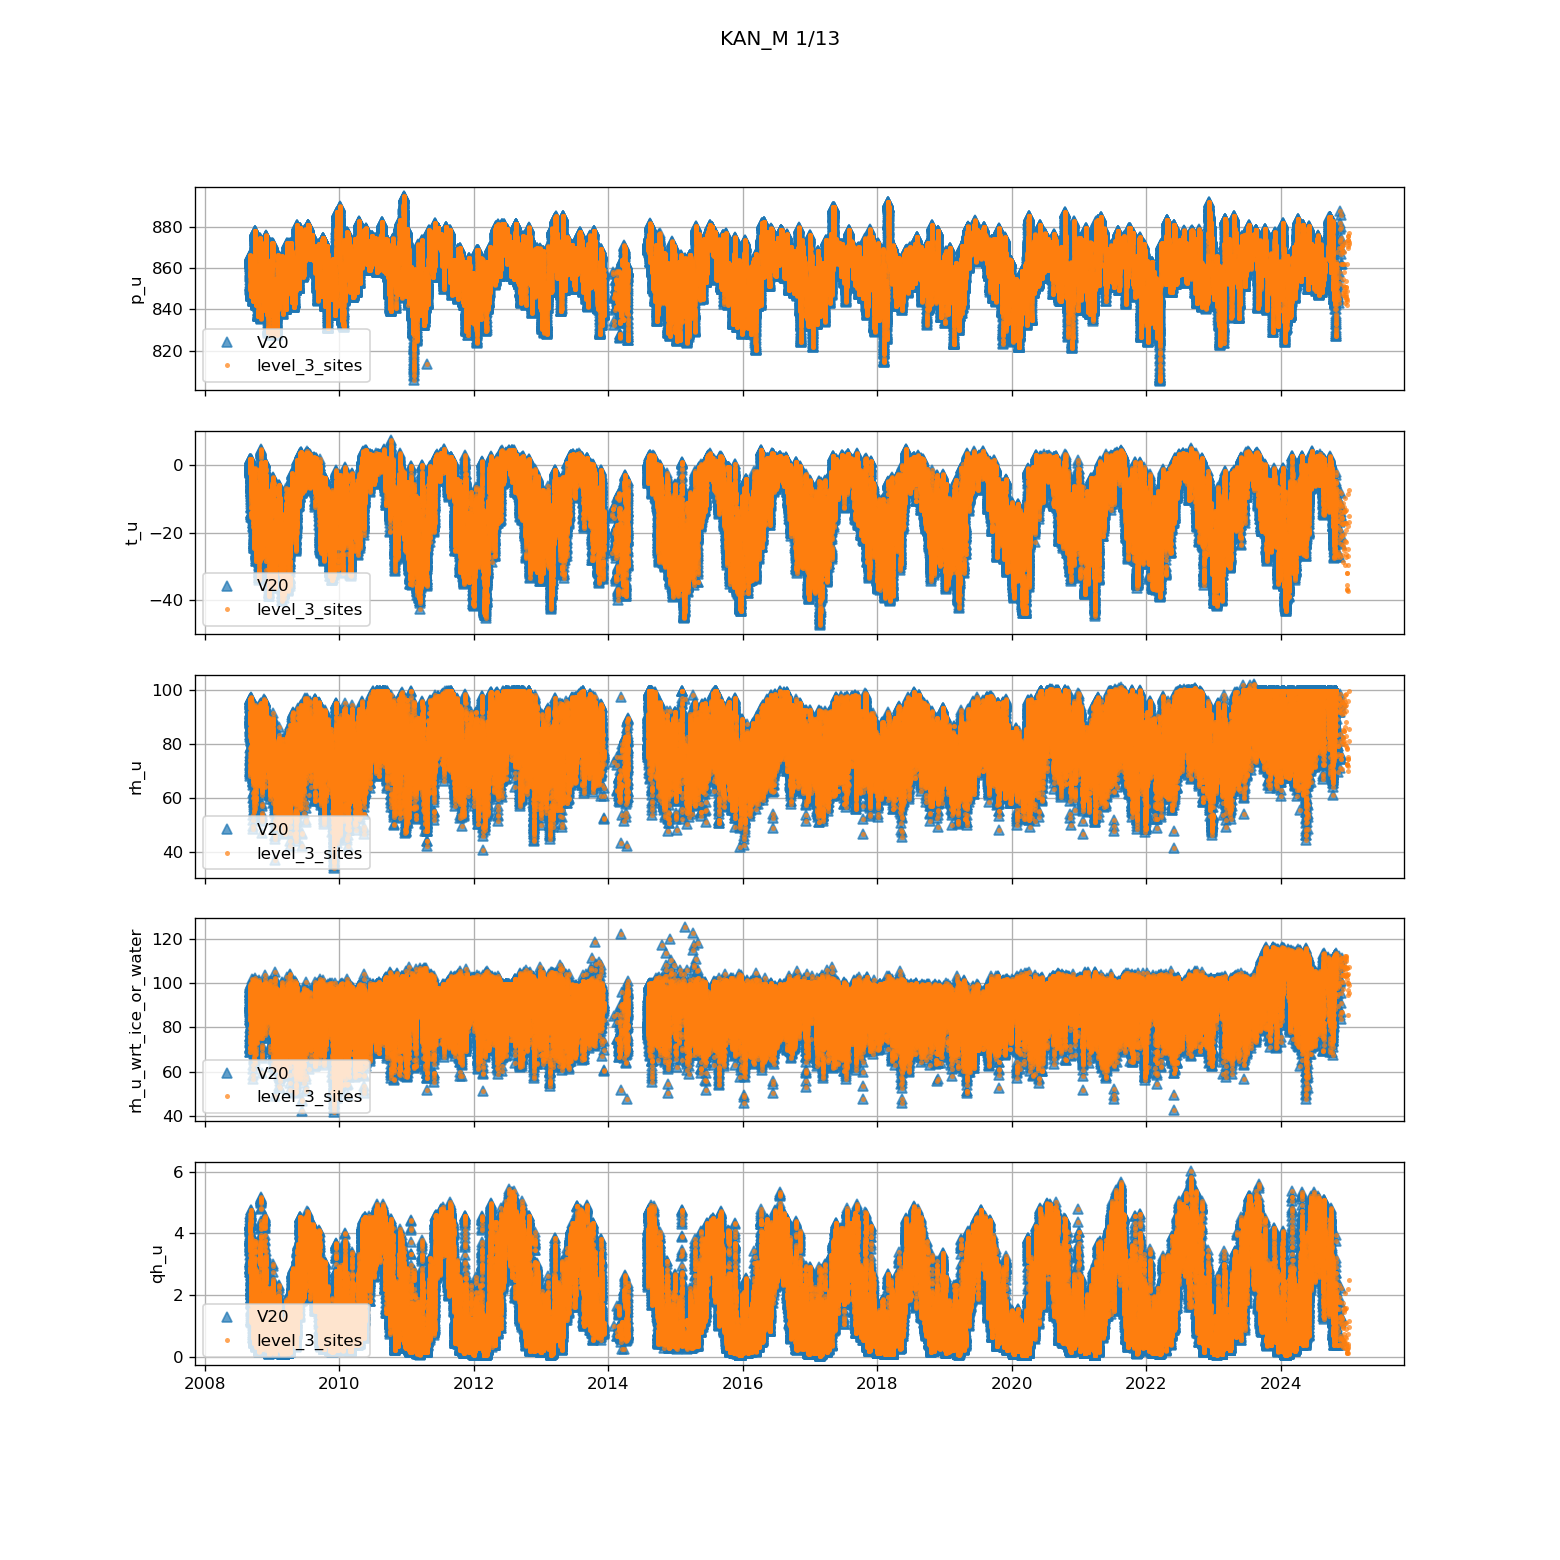 KAN_M 1/13
p_u
880
860
840
820
V20
level_3_sites
t_u
0
−20
−40
V20
level_3_sites
rh_u
100
80
60
40
V20
level_3_sites
rh_u_wrt_ice_or_water
120
100
80
60
40
V20
level_3_sites
qh_u
6
4
2
0
V20
level_3_sites
2008 2010 2012 2014 2016 2018 2020 2022 2024